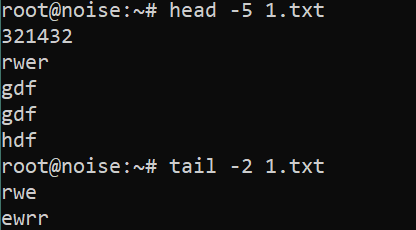 root@noise:~# head -5 1.txt
321432
rwer
gdf
gdf
hdf
root@noise:~# tail -2 1.txt
rwe
ewrr